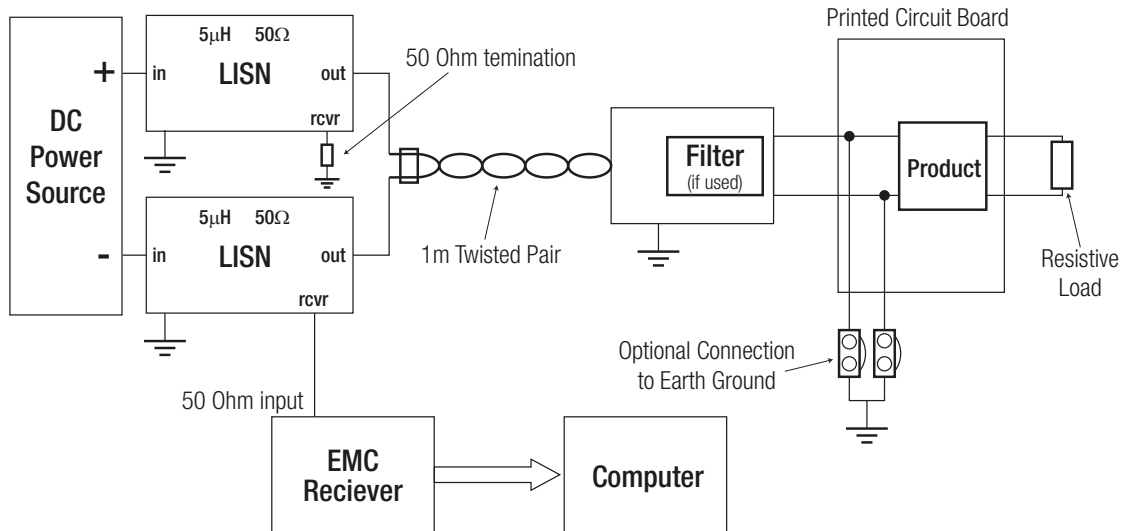 Printed Circuit Board
5µH 50Ω
LISN
in
out
rcvr
50 Ohm temination
+
DC
Power
Source
-
Filter
(if used)
Product
5µH 50Ω
LISN
in
out
rcvr
1m Twisted Pair
Resistive
Load
Optional Connection
to Earth Ground
50 Ohm input
EMC
Reciever
Computer